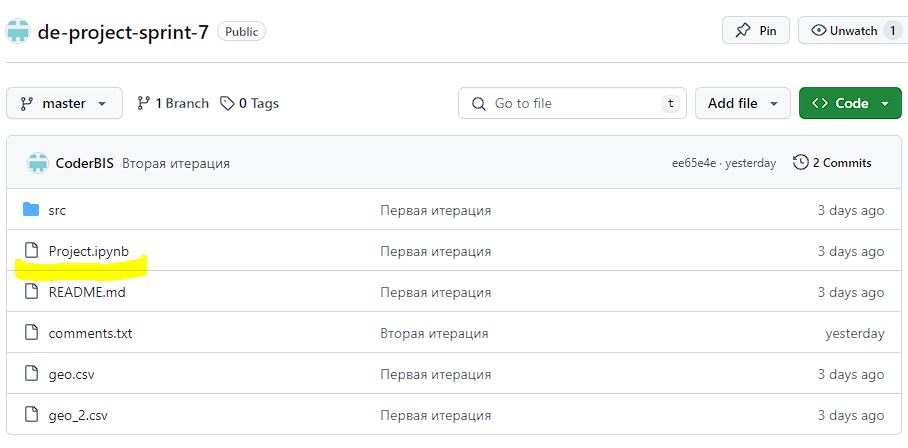 de-project-sprint-7 Public Pin Unwatch 1
master 1 Branch 0 Tags Go to file t Add file Code
CoderBIS Вторая итерация ee65e4e · yesterday 2 Commits
src Первая итерация 3 days ago
Project.ipynb Первая итерация 3 days ago
README.md Первая итерация 3 days ago
comments.txt Вторая итерация yesterday
geo.csv Первая итерация 3 days ago
geo_2.csv Первая итерация 3 days ago